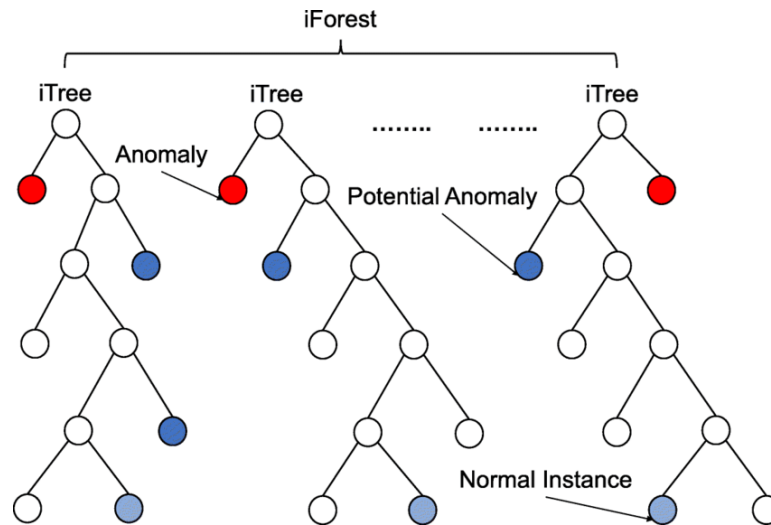 iForest
iTree
iTree
........
........
iTree
Anomaly
Potential Anomaly
Normal Instance